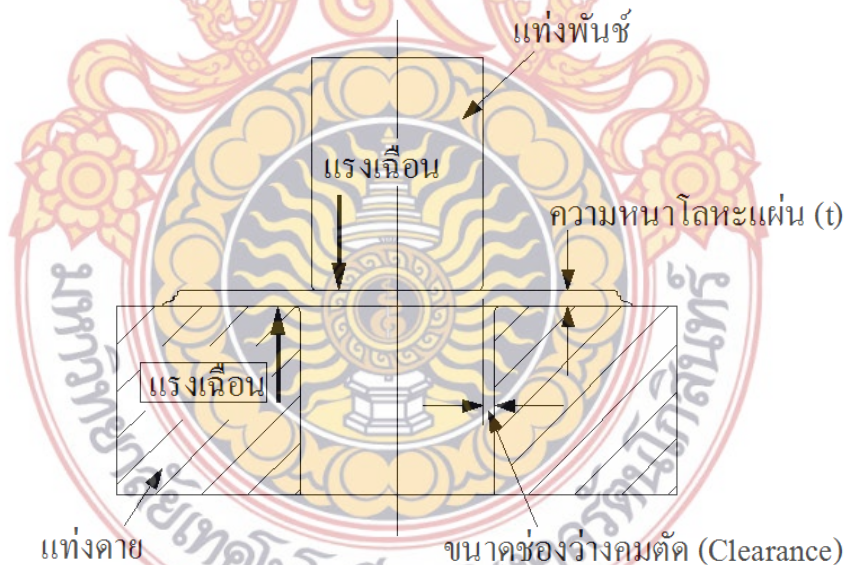 แท่งพันช์
แรงเฉือน
ความหนาโลหะแผ่น (t)
แรงเฉือน
แท่งดาย
ขนาดช่องว่างคมตัด (Clearance)